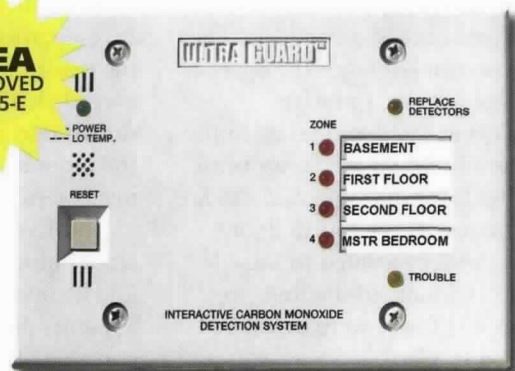 EA
OVED
5-E
ULTRA GUARD™
POWER
LO TEMP.
RESET
REPLACE
DETECTORS
ZONE
1 BASEMENT
2 FIRST FLOOR
3 SECOND FLOOR
4 MSTR BEDROOM
TROUBLE
INTERACTIVE CARBON MONOXIDE
DETECTION SYSTEM